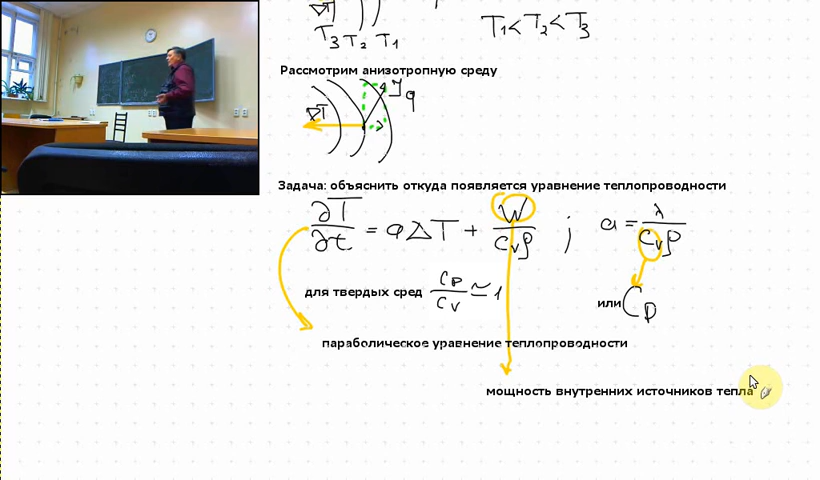 ∇T
T₃ T₂ T₁ T₁ < T₂ < T₃
Рассмотрим анизотропную среду
∇T q
Задача: объяснить откуда появляется уравнение теплопроводности
∂T/∂t = a ΔT + W/(Cᵥρ) ; a = λ/(Cᵥρ)
для твердых сред Cₚ/Cᵥ ≃ 1
или Cₚ
параболическое уравнение теплопроводности
мощность внутренних источников тепла